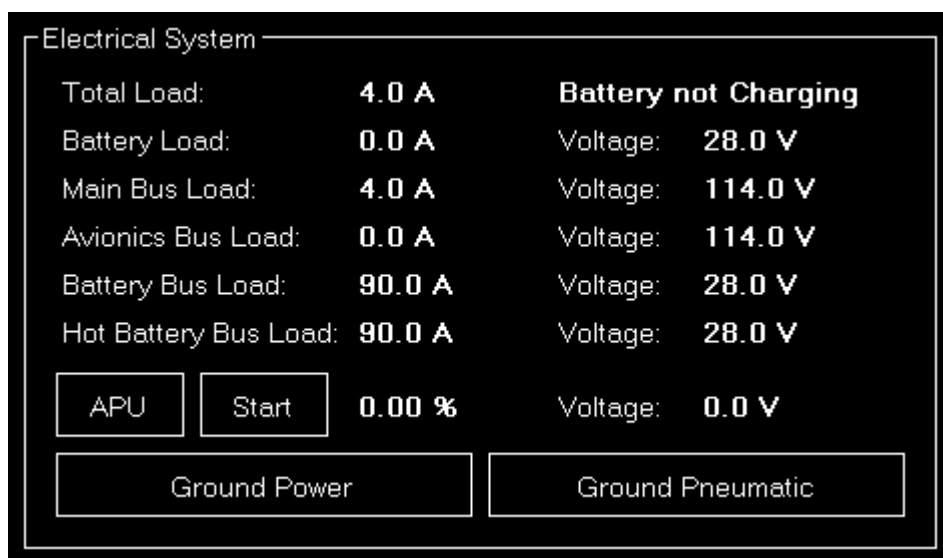 Electrical System
Total Load: 4.0 A Battery not Charging
Battery Load: 0.0 A Voltage: 28.0 V
Main Bus Load: 4.0 A Voltage: 114.0 V
Avionics Bus Load: 0.0 A Voltage: 114.0 V
Battery Bus Load: 90.0 A Voltage: 28.0 V
Hot Battery Bus Load: 90.0 A Voltage: 28.0 V
APU Start 0.00 % Voltage: 0.0 V
Ground Power Ground Pneumatic